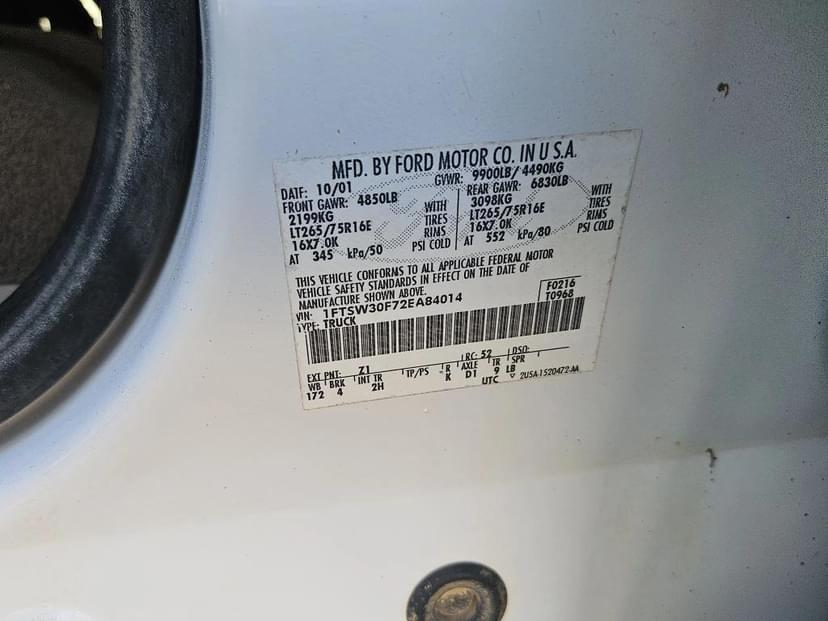 MFD. BY FORD MOTOR CO. IN U S.A.
DATE: 10/01 GVWR: 9900LB/ 4490KG
FRONT GAWR: 4850LB REAR GAWR: 6830LB
2199KG WITH 3098KG WITH
LT265/75R16E TIRES LT265/75R16E TIRES
16X7.0K RIMS 16X7.0K RIMS
AT 345 kPa/50 PSI COLD AT 552 kPa/80 PSI COLD
THIS VEHICLE CONFORMS TO ALL APPLICABLE FEDERAL MOTOR
VEHICLE SAFETY STANDARDS IN EFFECT ON THE DATE OF
MANUFACTURE SHOWN ABOVE.
F0216
VIN: 1FTSW30F72EA84014 T0968
TYPE: TRUCK
EXT PNT: Z1 RC: 52 DSO:
WB BRK INT TR TP/PS R AXLE TR SPR
172 4 2H K D1 9 LB
UTC 2U5A-1520472-AA